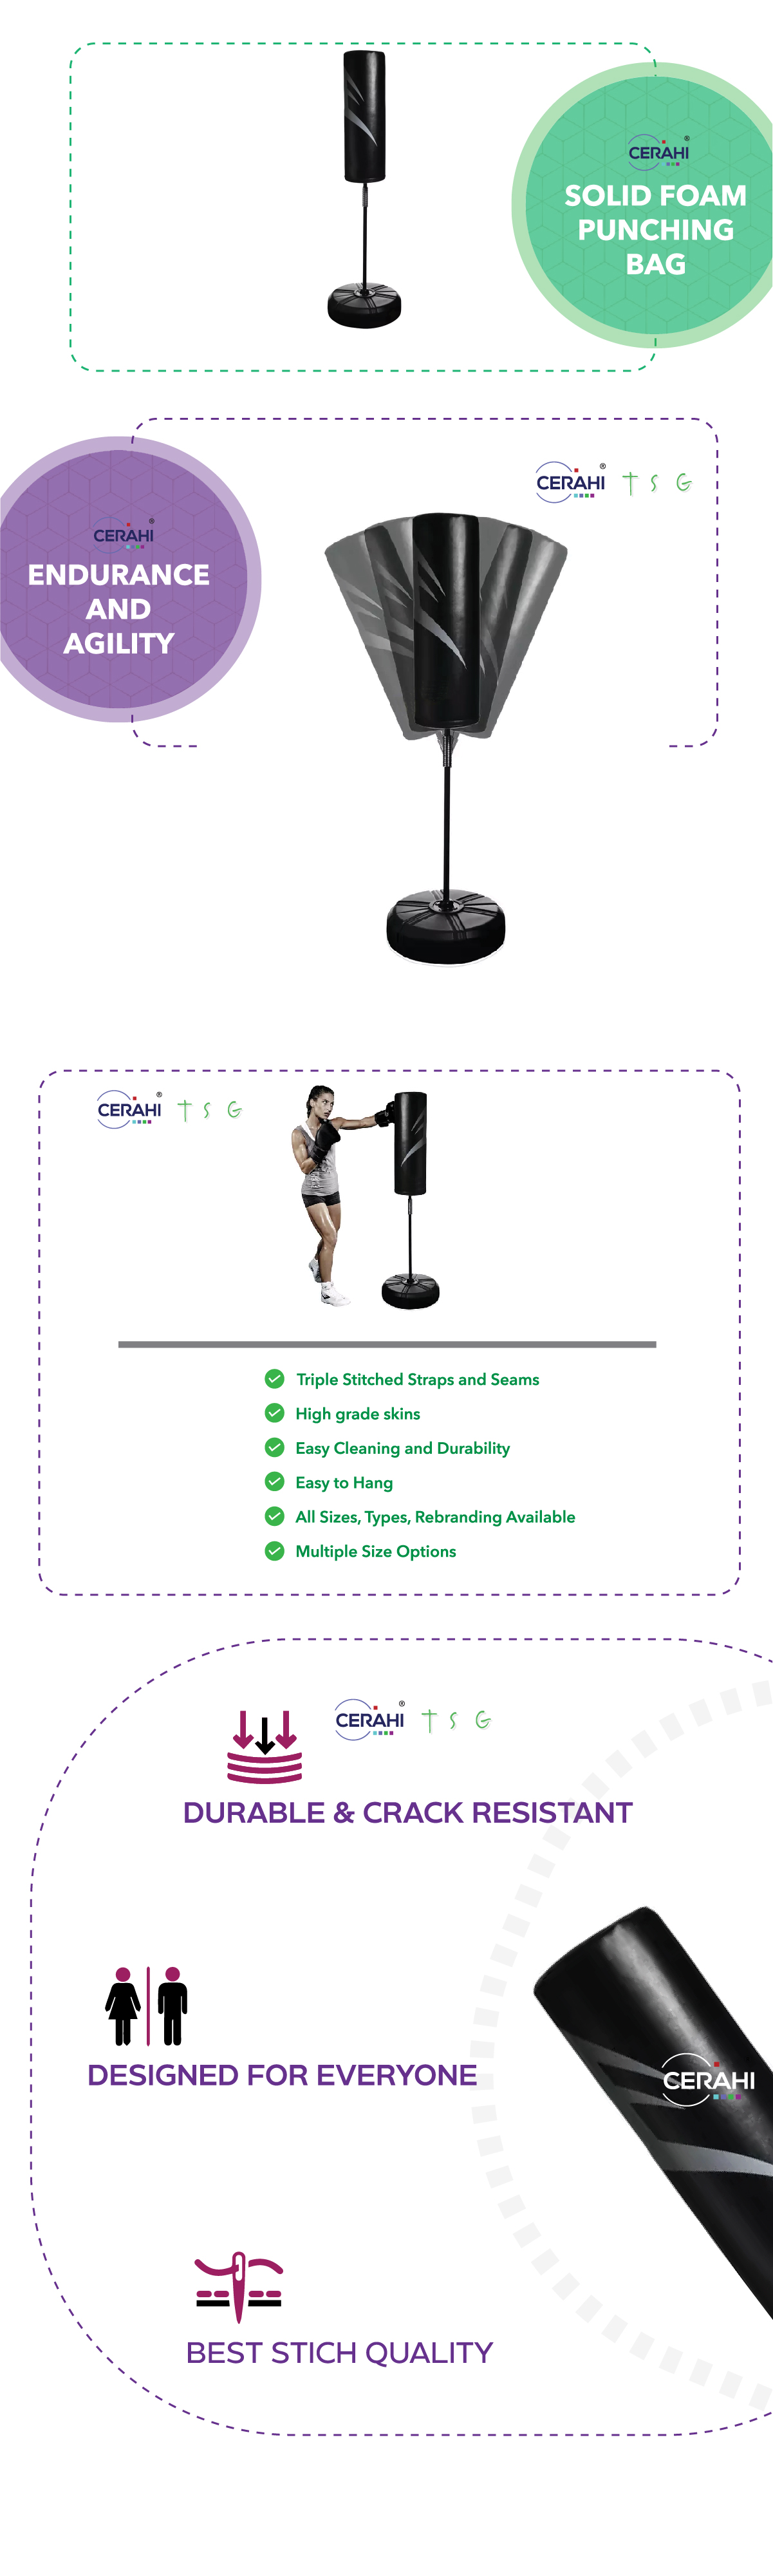 CERAHI®
SOLID FOAM
PUNCHING
BAG
CERAHI® T S G
CERAHI®
ENDURANCE
AND
AGILITY
CERAHI® T S G
Triple Stitched Straps and Seams
High grade skins
Easy Cleaning and Durability
Easy to Hang
All Sizes, Types, Rebranding Available
Multiple Size Options
CERAHI® T S G
DURABLE & CRACK RESISTANT
DESIGNED FOR EVERYONE
CERAHI
BEST STICH QUALITY